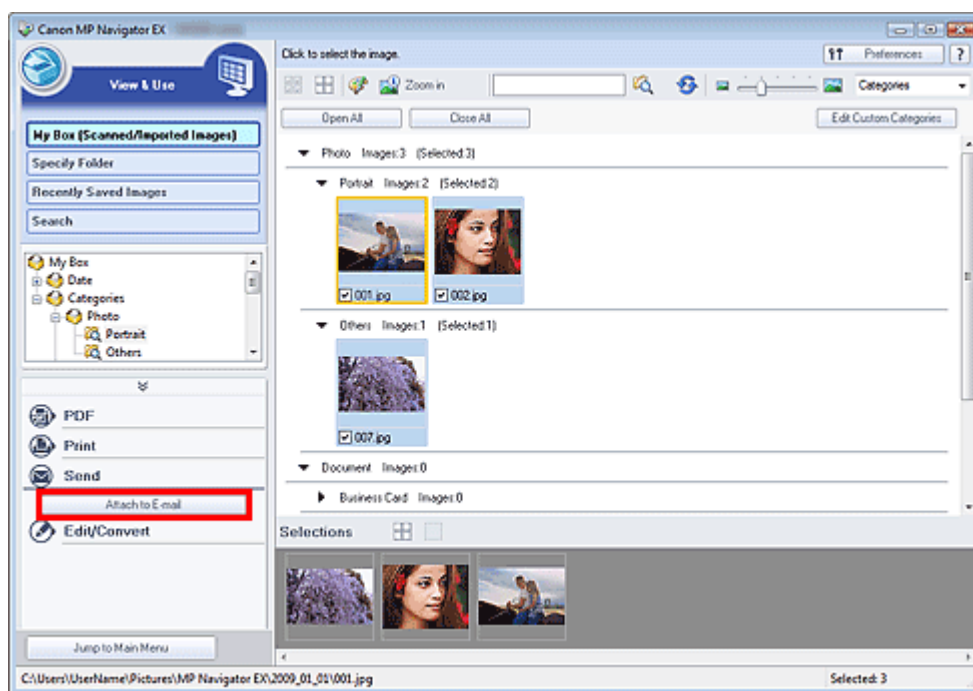 Canon MP Navigator EX
View & Use
Click to select the image.
Preferences
?
Zoom in
Categories
My Box (Scanned/Imported Images)
Specify Folder
Recently Saved Images
Search
Open All
Close All
Edit Custom Categories
Photo Images:3 (Selected:3)
Portrait Images:2 (Selected:2)
001.jpg
002.jpg
Others Images:1 (Selected:1)
007.jpg
Document Images:0
Business Card Images:0
My Box
Date
Categories
Photo
Portrait
Others
PDF
Print
Send
Attach to E-mail
Edit/Convert
Jump to Main Menu
Selections
C:\Users\UserName\Pictures\MP Navigator EX\2009_01_01\001.jpg
Selected: 3